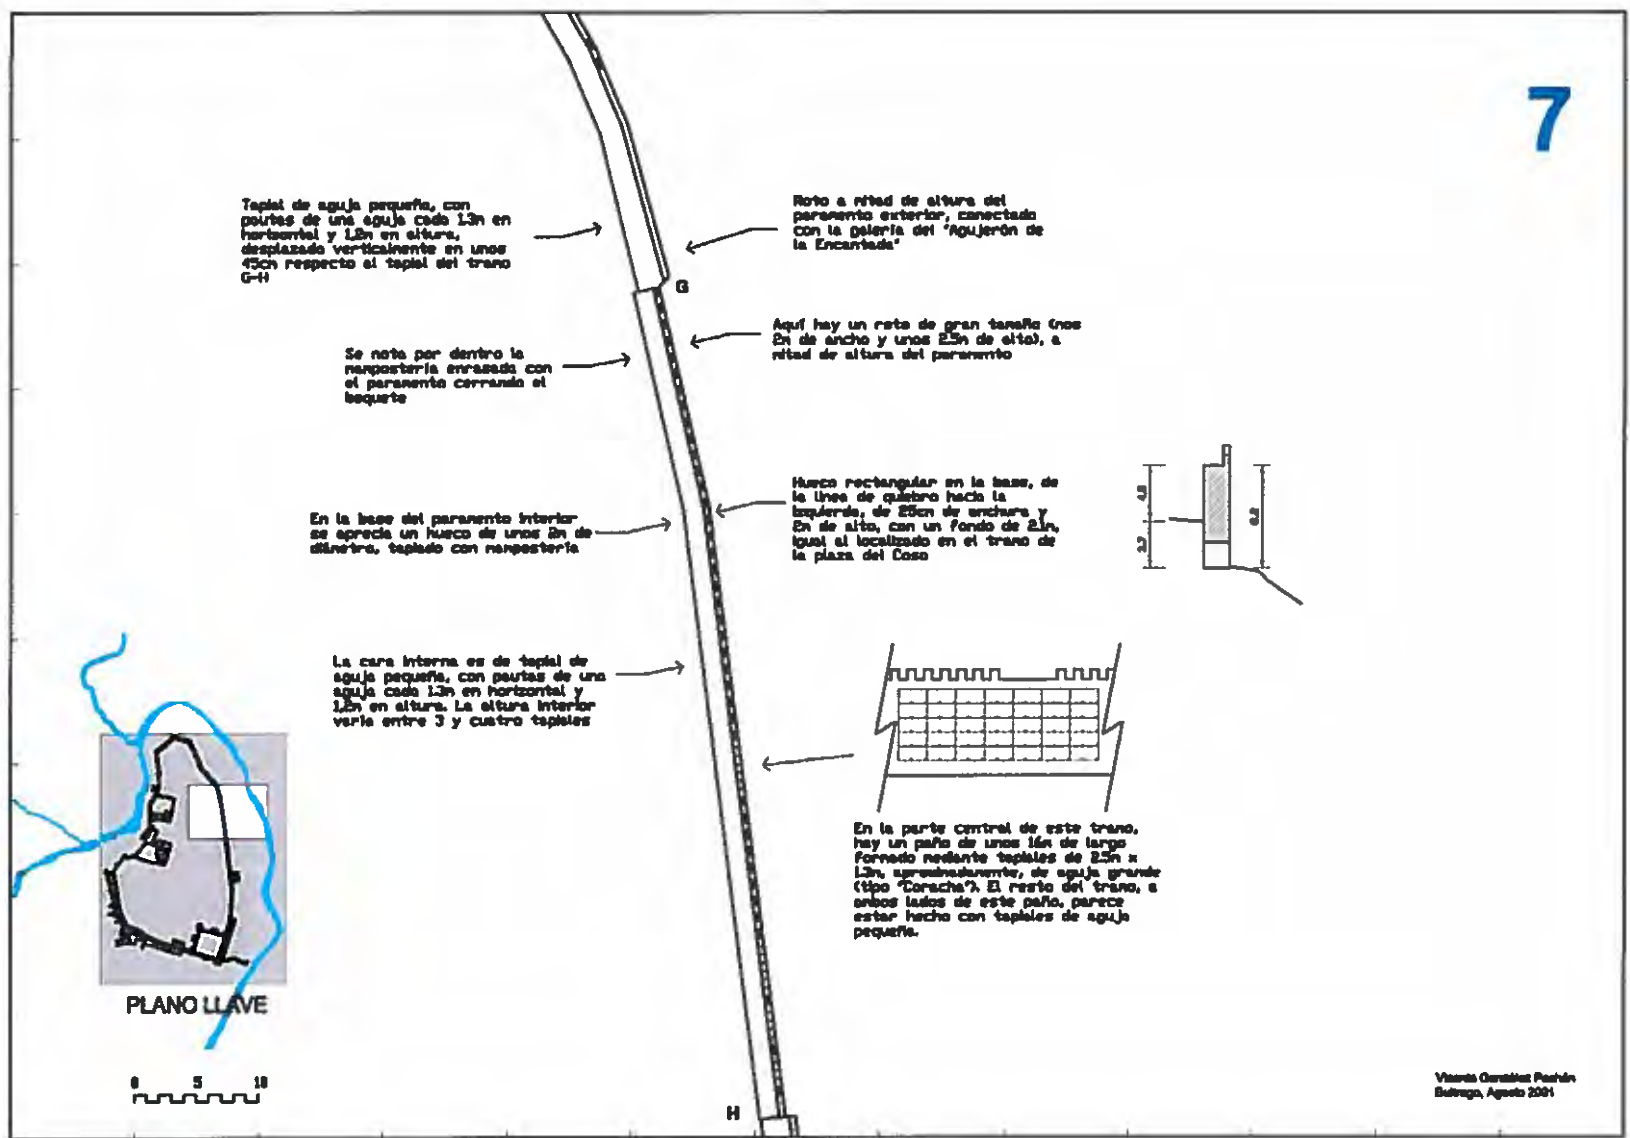 7
Tapial de aguja pequeña, con
pautas de una aguja cada 1.3m en
horizontal y 1.2m en altura,
desplazado verticalmente en unos
45cm respecto al tapial del tramo
G-H
Roto a mitad de altura del
paramento exterior, conectado
con la galería del "Agujerón de
la Encantada"
G
Aquí hay un roto de gran tamaño (nos
2m de ancho y unos 2.5m de alto), a
mitad de altura del paramento
Se nota por dentro la
mampostería enrasada con
el paramento cerrando el
boquete
Hueco rectangular en la base, de
la línea de quiebro hacia la
izquierda, de 25cm de anchura y
2m de alto, con un fondo de 2.1m,
igual al localizado en el tramo de
la plaza del Coso
En la base del paramento interior
se aprecia un hueco de unos 2m de
diámetro, tapiado con mampostería
La cara interna es de tapial de
aguja pequeña, con pautas de una
aguja cada 1.3m en horizontal y
1.2m en altura. La altura interior
varía entre 3 y cuatro tapiales
En la parte central de este tramo,
hay un paño de unos 16m de largo
formado mediante tapiales de 2.5m x
1.3m, aproximadamente, de aguja grande
(tipo "Coracha"). El resto del tramo, a
ambos lados de este paño, parece
estar hecho con tapiales de aguja
pequeña.
PLANO LLAVE
0 5 10
H
Vicente González
Buitrago, Agosto 2001